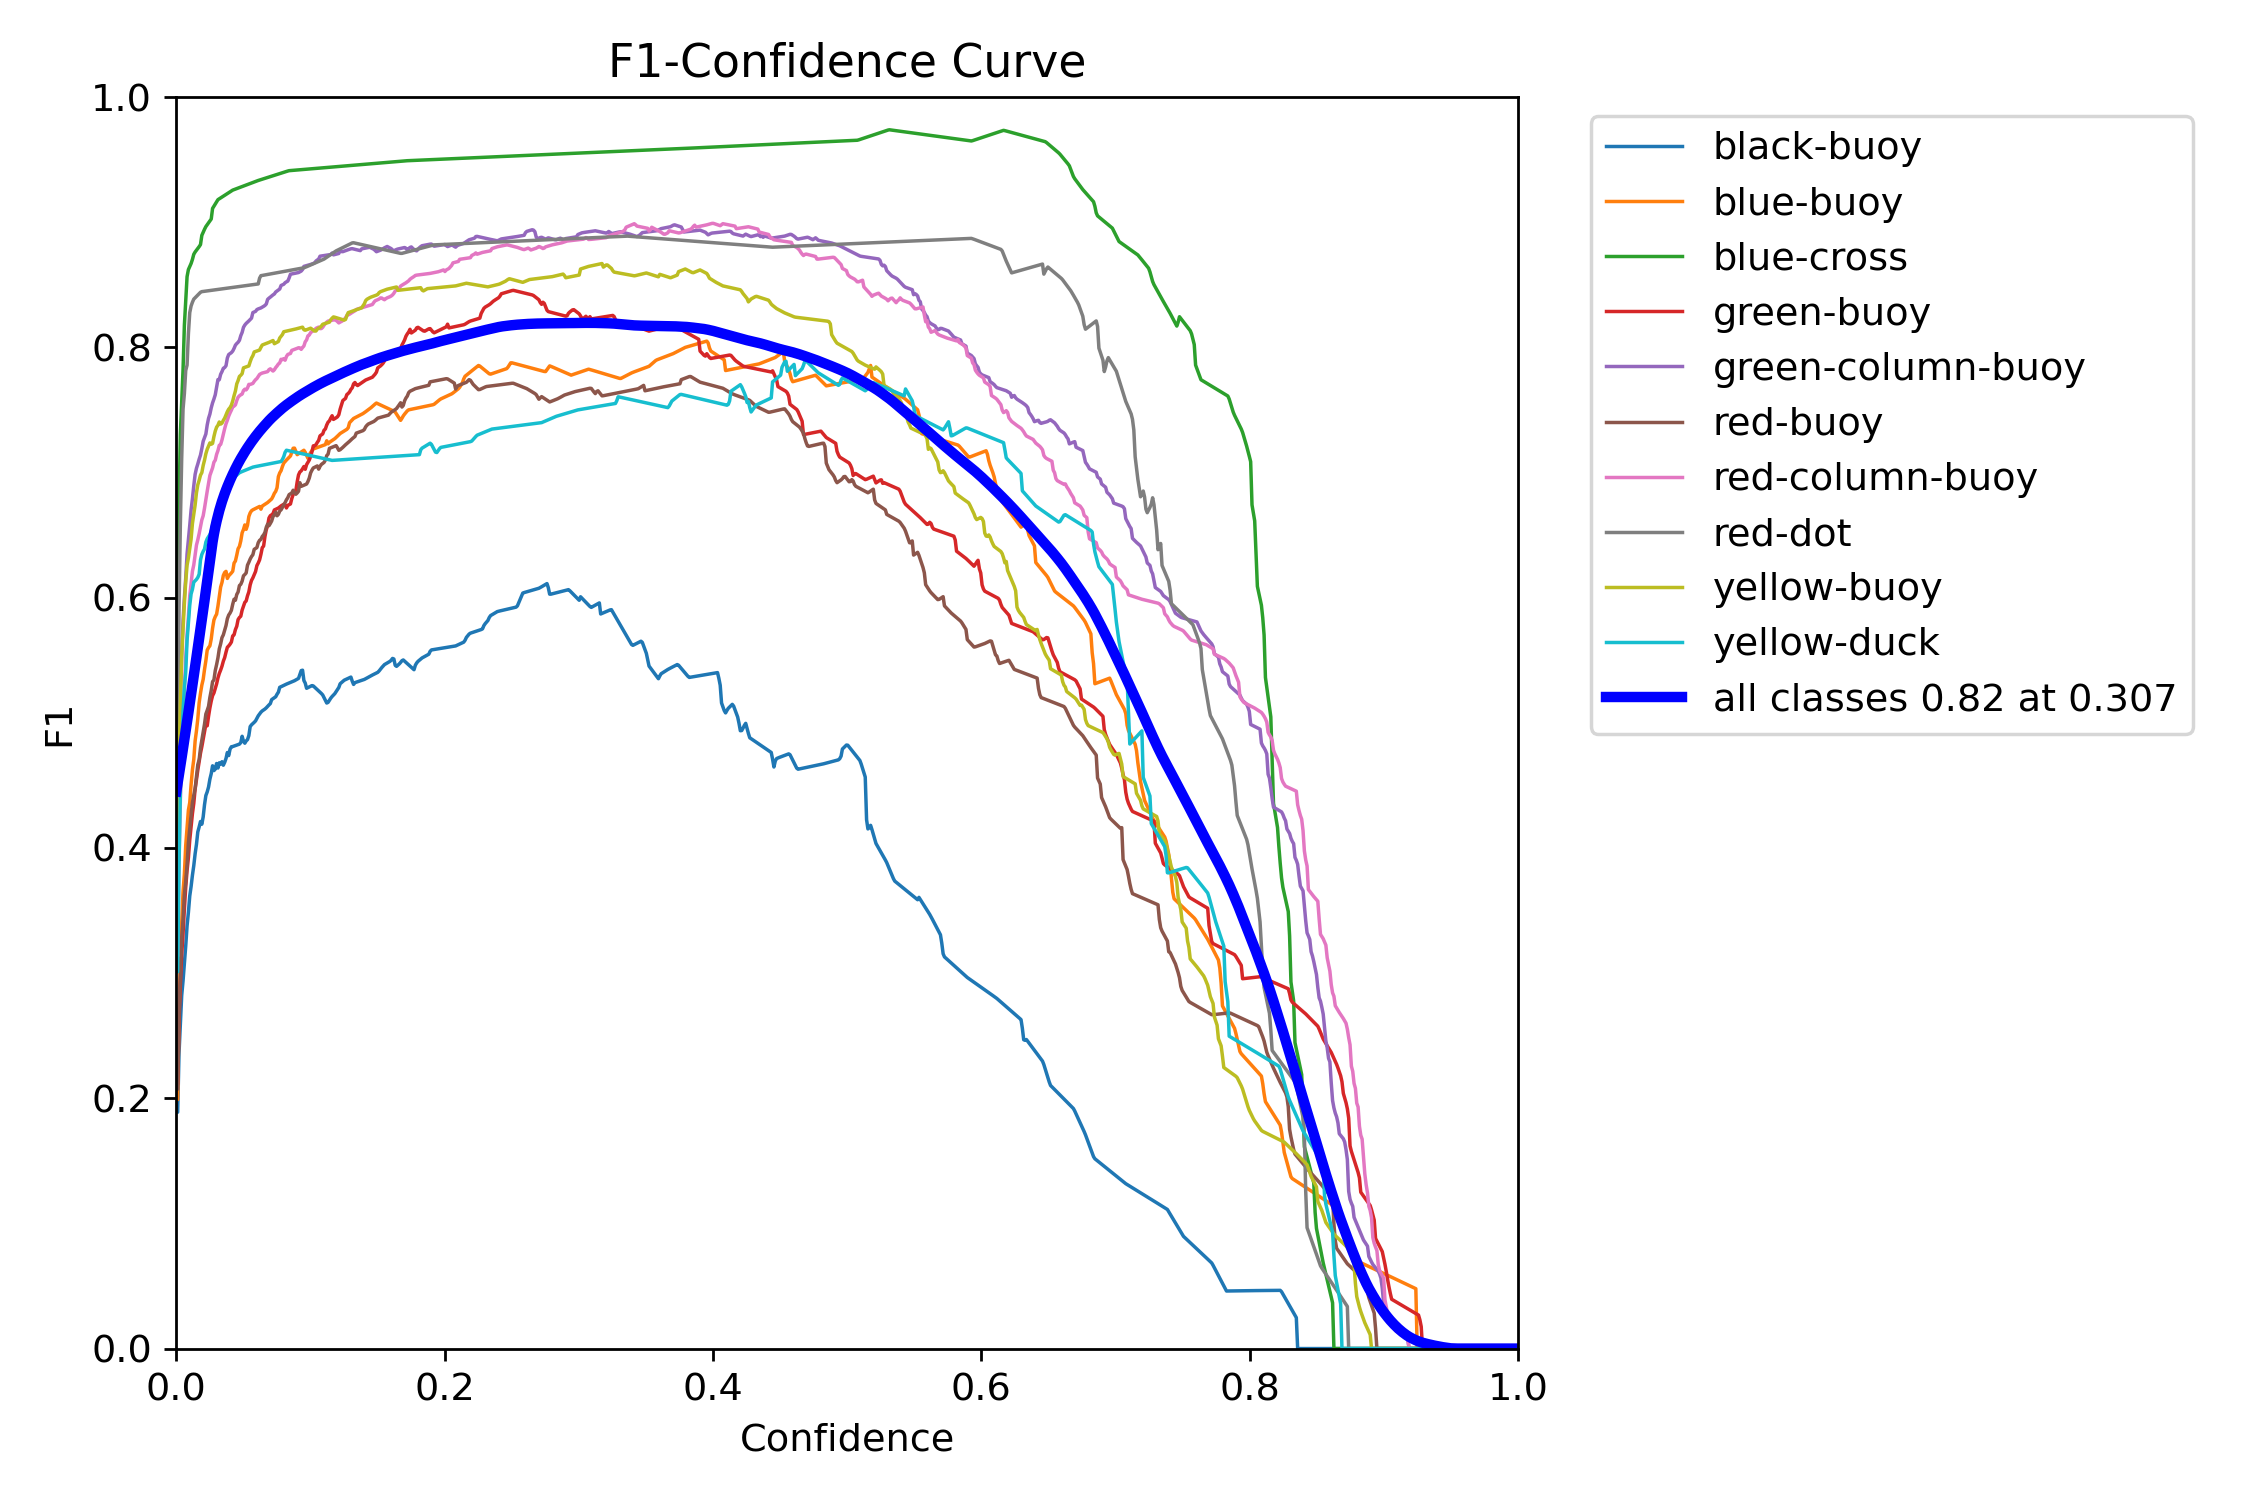 F1-Confidence Curve
1.0
0.8
0.6
0.4
0.2
0.0
F1
0.0 0.2 0.4 0.6 0.8 1.0
Confidence
black-buoy
blue-buoy
blue-cross
green-buoy
green-column-buoy
red-buoy
red-column-buoy
red-dot
yellow-buoy
yellow-duck
all classes 0.82 at 0.307